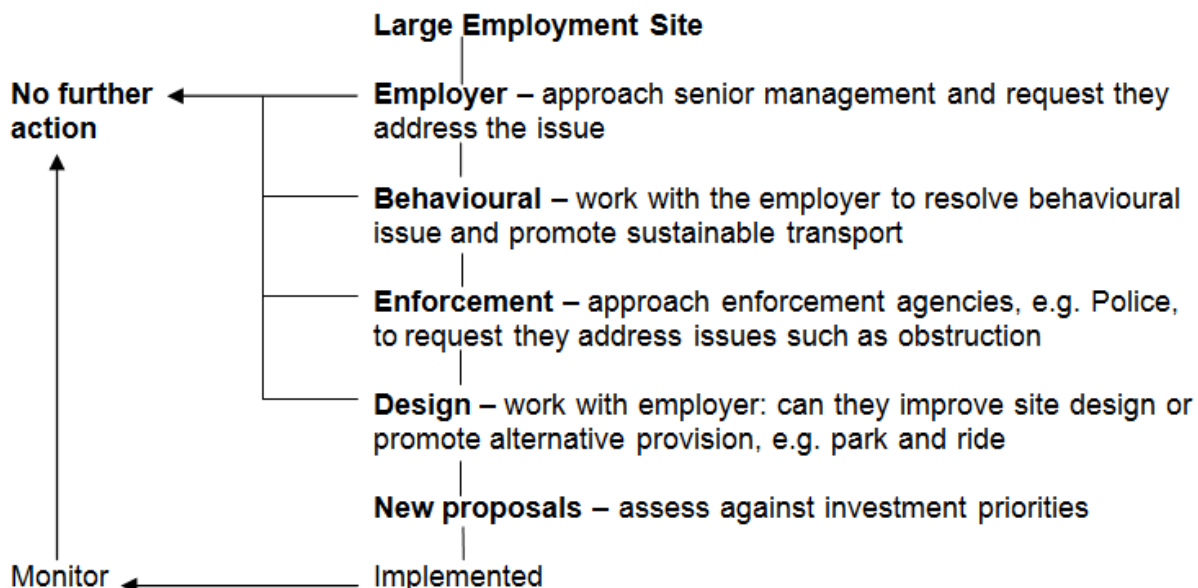 Large Employment Site
No further
action
Employer – approach senior management and request they
address the issue
Behavioural – work with the employer to resolve behavioural
issue and promote sustainable transport
Enforcement – approach enforcement agencies, e.g. Police,
to request they address issues such as obstruction
Design – work with employer: can they improve site design or
promote alternative provision, e.g. park and ride
New proposals – assess against investment priorities
Monitor
Implemented